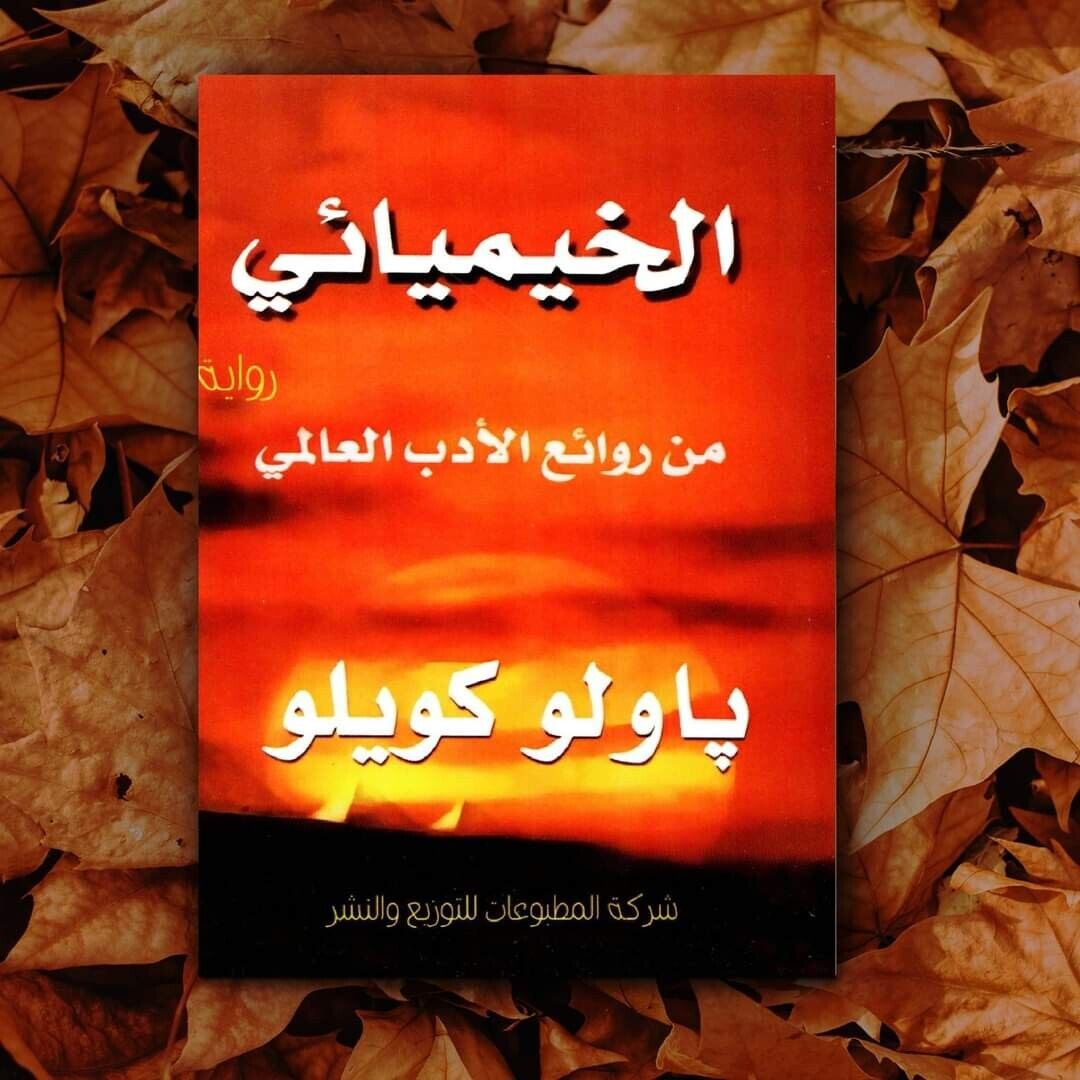 الخيميائي
رواية
من روائع الأدب العالمي
پاولو كويلو
شركة المطبوعات للتوزيع والنشر